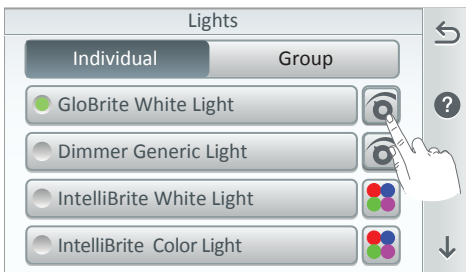 Lights
Individual Group
GloBrite White Light
?
Dimmer Generic Light
IntelliBrite White Light
IntelliBrite Color Light